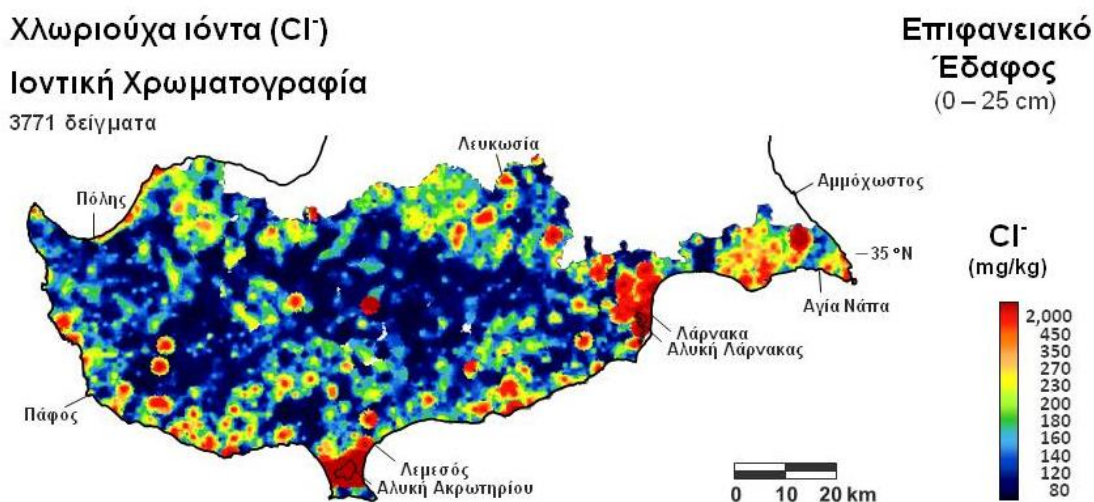 Χλωριούχα ιόντα (Cl⁻)
Ιοντική Χρωματογραφία
3771 δείγματα
Επιφανειακό
Έδαφος
(0 – 25 cm)
Λευκωσία
Πόλης
Αμμόχωστος
35 °N
Αγία Νάπα
Λάρνακα
Αλυκή Λάρνακας
Πάφος
Λεμεσός
Αλυκή Ακρωτηρίου
Cl⁻
(mg/kg)
2,000
450
350
270
230
200
180
160
140
120
80
0 10 20 km